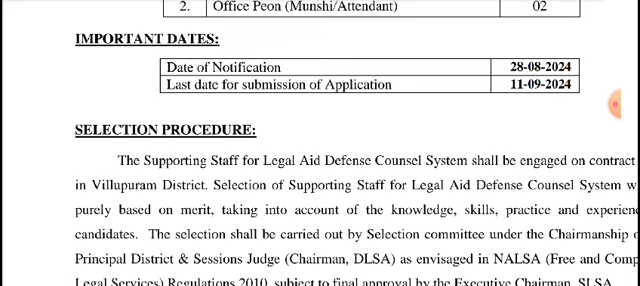 2. Office Peon (Munshi/Attendant) 02
IMPORTANT DATES:
Date of Notification 28-08-2024
Last date for submission of Application 11-09-2024
SELECTION PROCEDURE:
The Supporting Staff for Legal Aid Defense Counsel System shall be engaged on contract
in Villupuram District. Selection of Supporting Staff for Legal Aid Defense Counsel System w
purely based on merit, taking into account of the knowledge, skills, practice and experienc
candidates. The selection shall be carried out by Selection committee under the Chairmanship o
Principal District & Sessions Judge (Chairman, DLSA) as envisaged in NALSA (Free and Comp
Legal Services) Regulations 2010, subject to final approval by the Executive Chairman, SLSA.